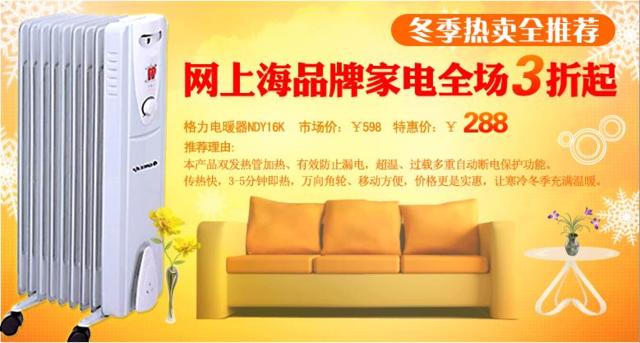 冬季热卖全推荐
网上海品牌家电全场3折起
格力电暖器NDY16K 市场价：￥598 特惠价：￥ 288
推荐理由：
本产品双发热管加热、有效防止漏电，超温、过载多重自动断电保护功能。
传热快，3-5分钟即热，万向角轮、移动方便，价格更是实惠，让寒冷冬季充满温暖。